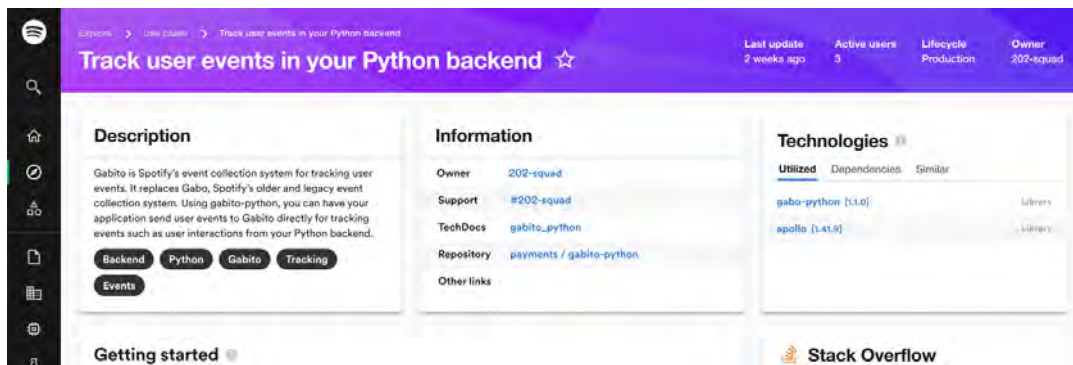 Explore > Use cases > Track user events in your Python backend
Track user events in your Python backend
Last update
2 weeks ago
Active users
3
Lifecycle
Production
Owner
202-squad
Description
Gabito is Spotify's event collection system for tracking user
events. It replaces Gabo, Spotify's older and legacy event
collection system. Using gabito-python, you can have your
application send user events to Gabito directly for tracking
events such as user interactions from your Python backend.
Backend Python Gabito Tracking
Events
Information
Owner 202-squad
Support #202-squad
TechDocs gabito_python
Repository payments / gabito-python
Other links
Technologies
Utilized Dependencies Similar
gabo-python [1.1.0] Library
apollo [1.41.9] Library
Getting started
Stack Overflow